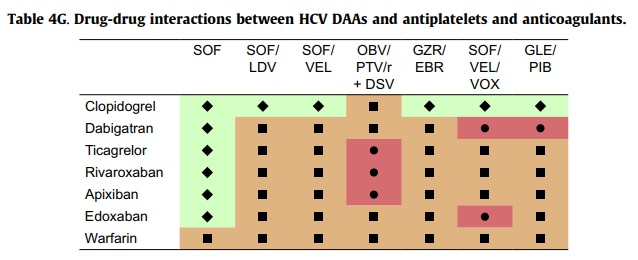 Table 4G. Drug-drug interactions between HCV DAAs and antiplatelets and anticoagulants.
SOF SOF/ SOF/ OBV/ GZR/ SOF/ GLE/
LDV VEL PTV/r EBR VEL/ PIB
+ DSV VOX
Clopidogrel ◆ ◆ ◆ ■ ◆ ◆ ◆
Dabigatran ◆ ■ ■ ■ ■ ● ●
Ticagrelor ◆ ■ ■ ● ■ ■ ■
Rivaroxaban ◆ ■ ■ ● ■ ■ ■
Apixiban ◆ ■ ■ ● ■ ■ ■
Edoxaban ◆ ■ ■ ■ ■ ● ■
Warfarin ■ ■ ■ ■ ■ ■ ■